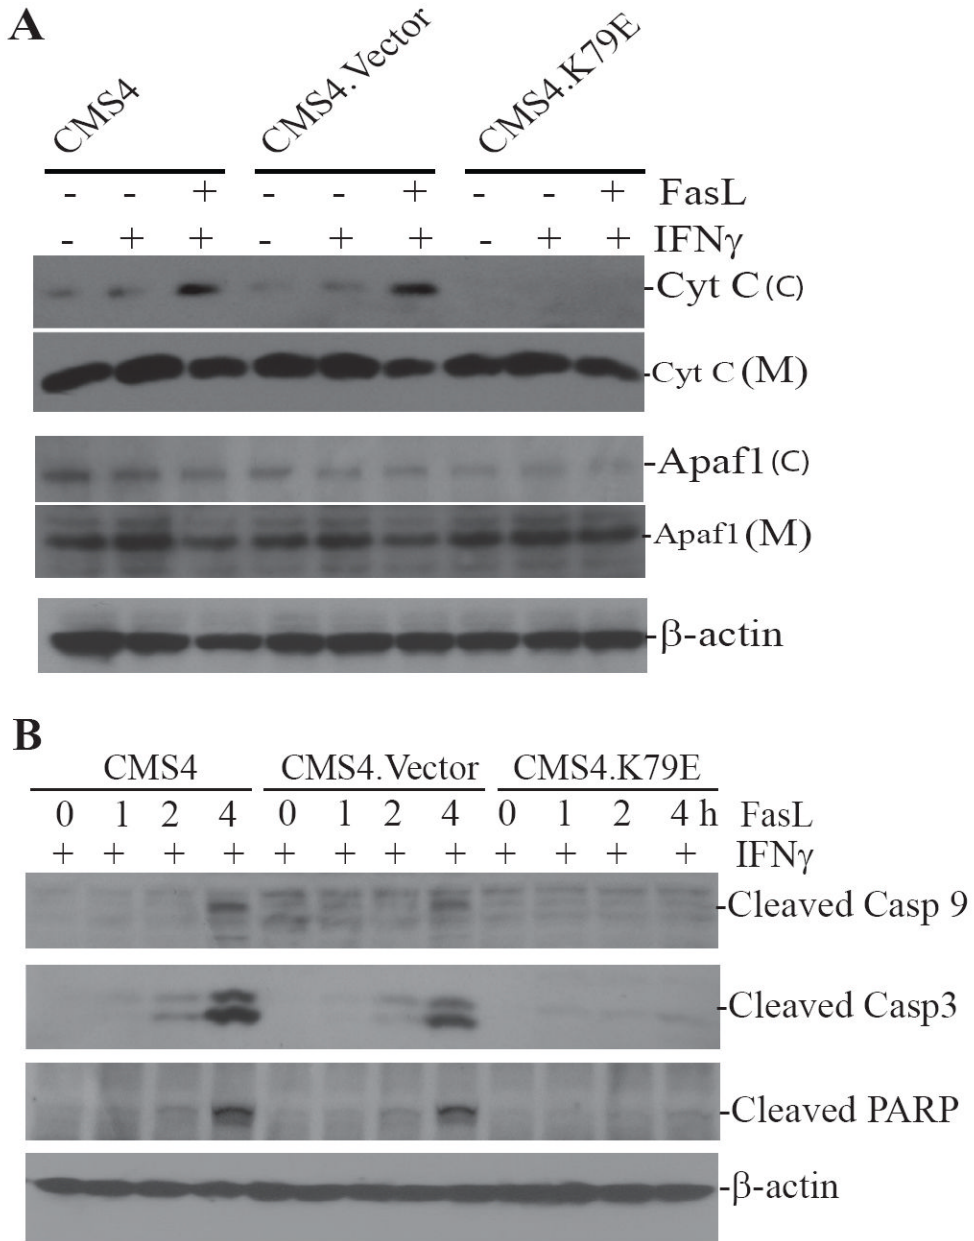 A
CMS4 CMS4.Vector CMS4.K79E
- - + - - + - - + FasL
- + + - + + - + + IFNγ
-Cyt C (C)
-Cyt C (M)
-Apaf1 (C)
-Apaf1 (M)
-β-actin
B
CMS4 CMS4.Vector CMS4.K79E
0 1 2 4 0 1 2 4 0 1 2 4 h FasL
+ + + + + + + + + + + + IFNγ
-Cleaved Casp 9
-Cleaved Casp3
-Cleaved PARP
-β-actin